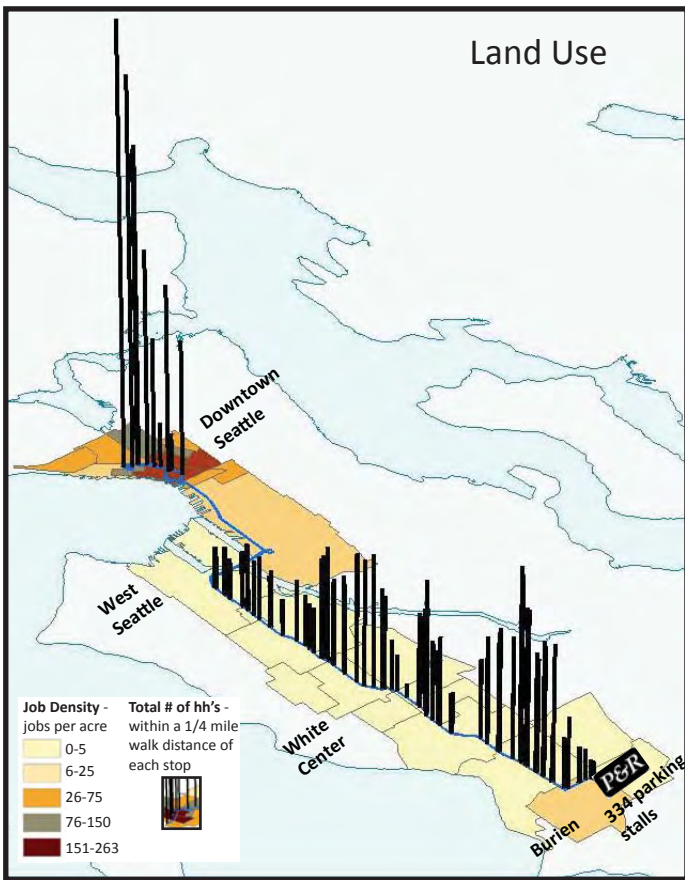 Land Use
Downtown
Seattle
West
Seattle
White
Center
P&R
334 parking
stalls
Burien
Job Density -
jobs per acre
0-5
6-25
26-75
76-150
151-263
Total # of hh's -
within a 1/4 mile
walk distance of
each stop